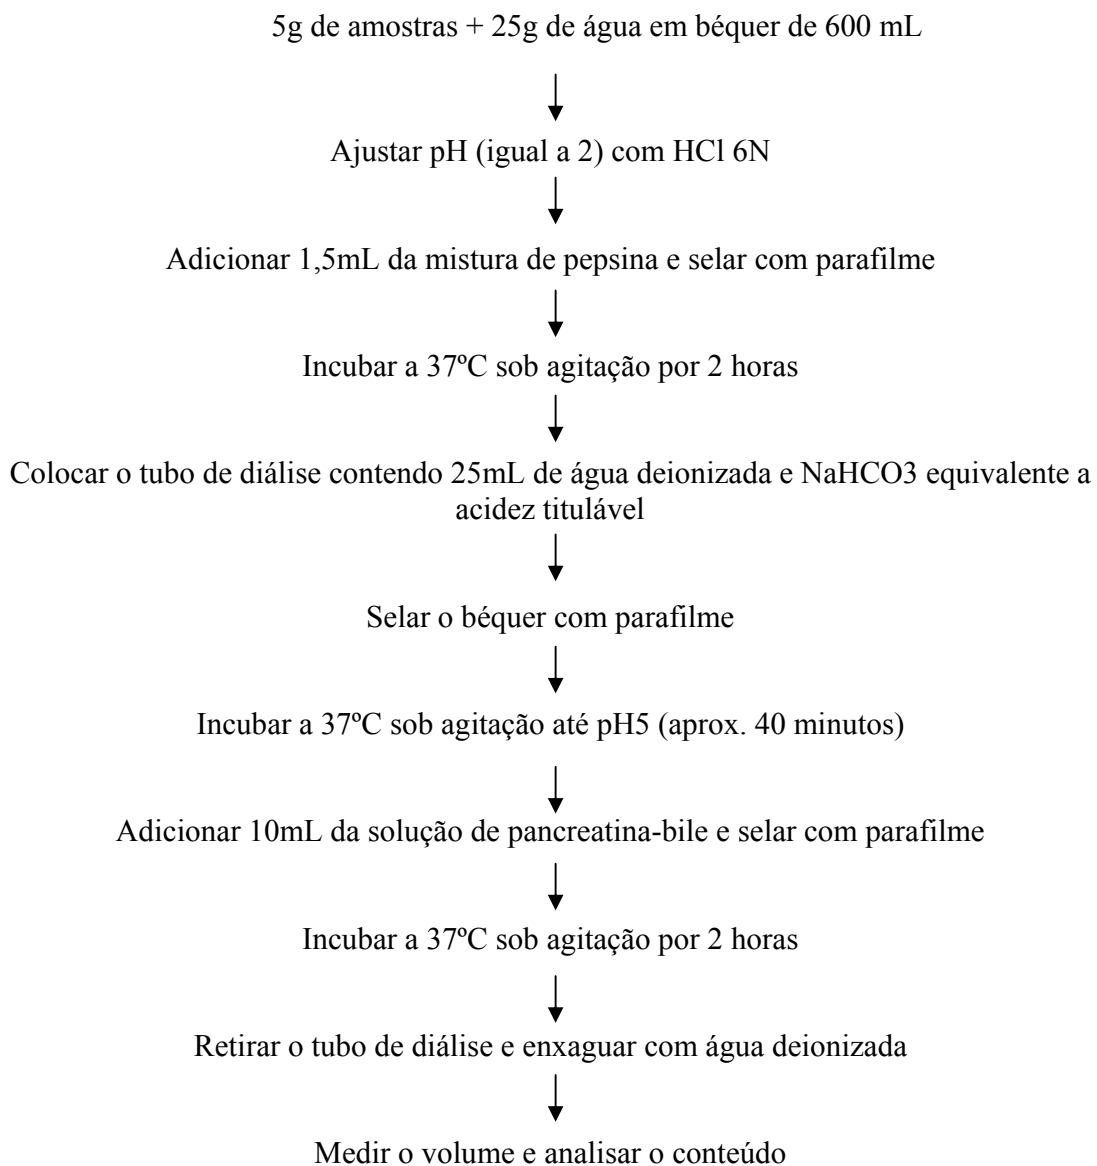 5g de amostras + 25g de água em béquer de 600 mL
Ajustar pH (igual a 2) com HCl 6N
Adicionar 1,5mL da mistura de pepsina e selar com parafilme
Incubar a 37ºC sob agitação por 2 horas
Colocar o tubo de diálise contendo 25mL de água deionizada e NaHCO3 equivalente a
acidez titulável
Selar o béquer com parafilme
Incubar a 37ºC sob agitação até pH5 (aprox. 40 minutos)
Adicionar 10mL da solução de pancreatina-bile e selar com parafilme
Incubar a 37ºC sob agitação por 2 horas
Retirar o tubo de diálise e enxaguar com água deionizada
Medir o volume e analisar o conteúdo